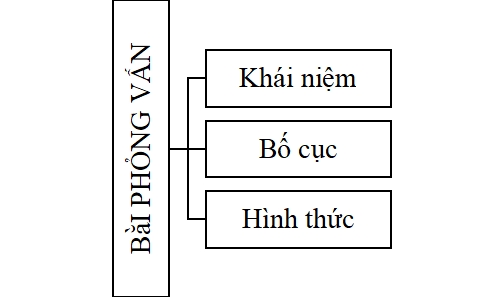 BÀI PHỎNG VẤN
Khái niệm
Bố cục
Hình thức